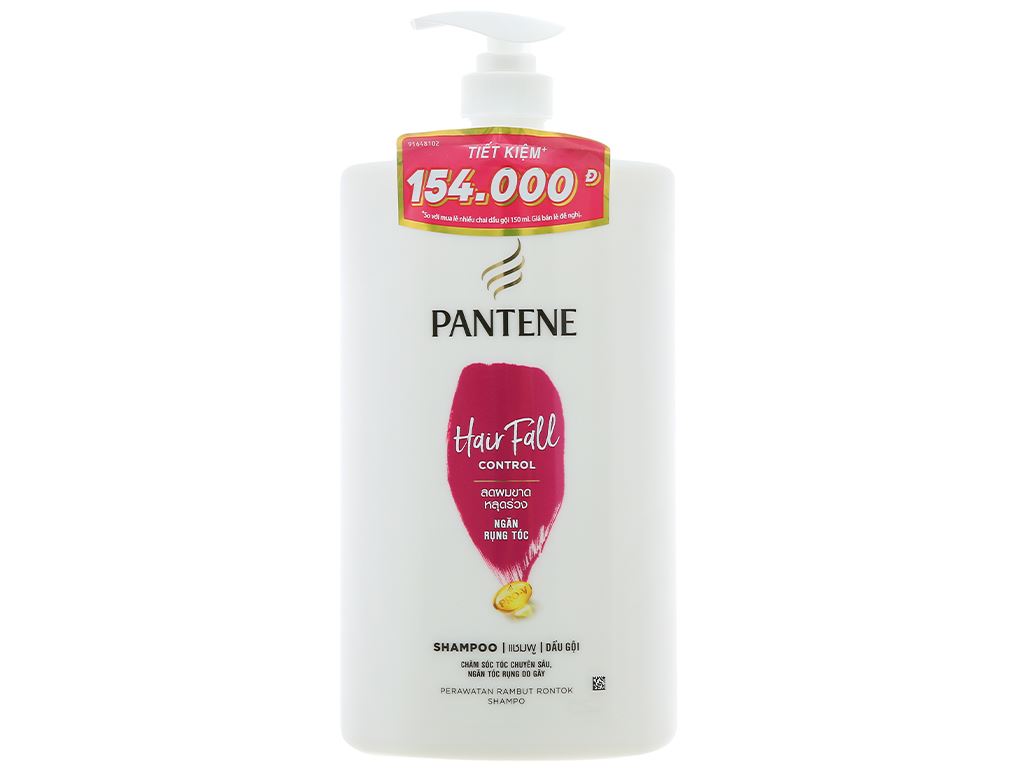 91648102
TIẾT KIỆM+
154.000 Đ
*So với mua lẻ nhiều chai dầu gội 150 ml. Giá bán lẻ đề nghị.
PANTENE
Hair Fall
CONTROL
ลดผมขาด
หลุดร่วง
NGĂN
RỤNG TÓC
PRO-V
SHAMPOO | แชมพู | DẦU GỘI
CHĂM SÓC TÓC CHUYÊN SÂU,
NGĂN TÓC RỤNG DO GÃY
PERAWATAN RAMBUT RONTOK
SHAMPO